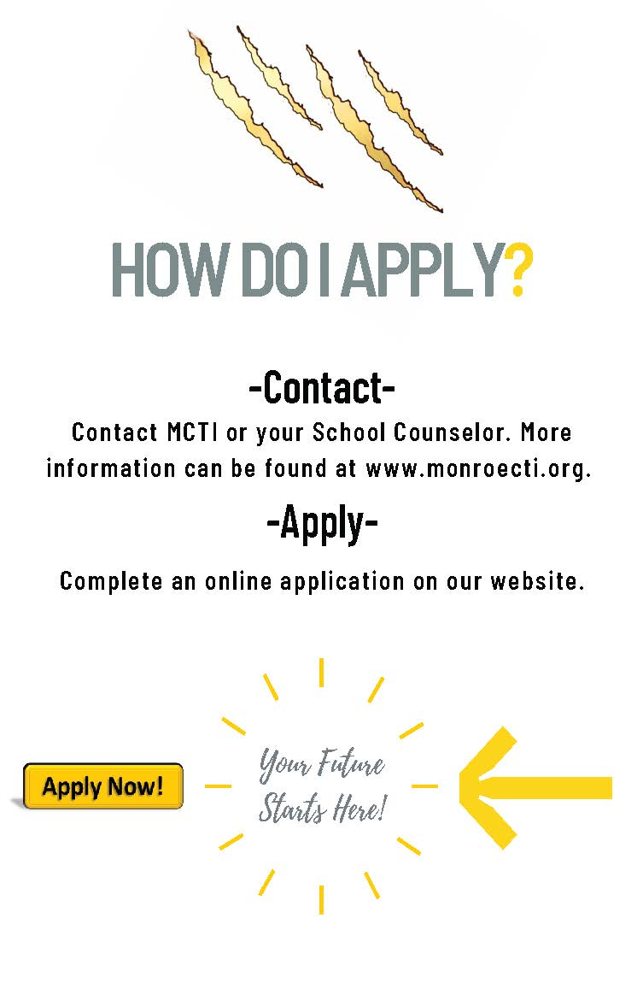 HOW DO I APPLY?
-Contact-
Contact MCTI or your School Counselor. More
information can be found at www.monroecti.org.
-Apply-
Complete an online application on our website.
Your Future
Apply Now!
Starts Here!